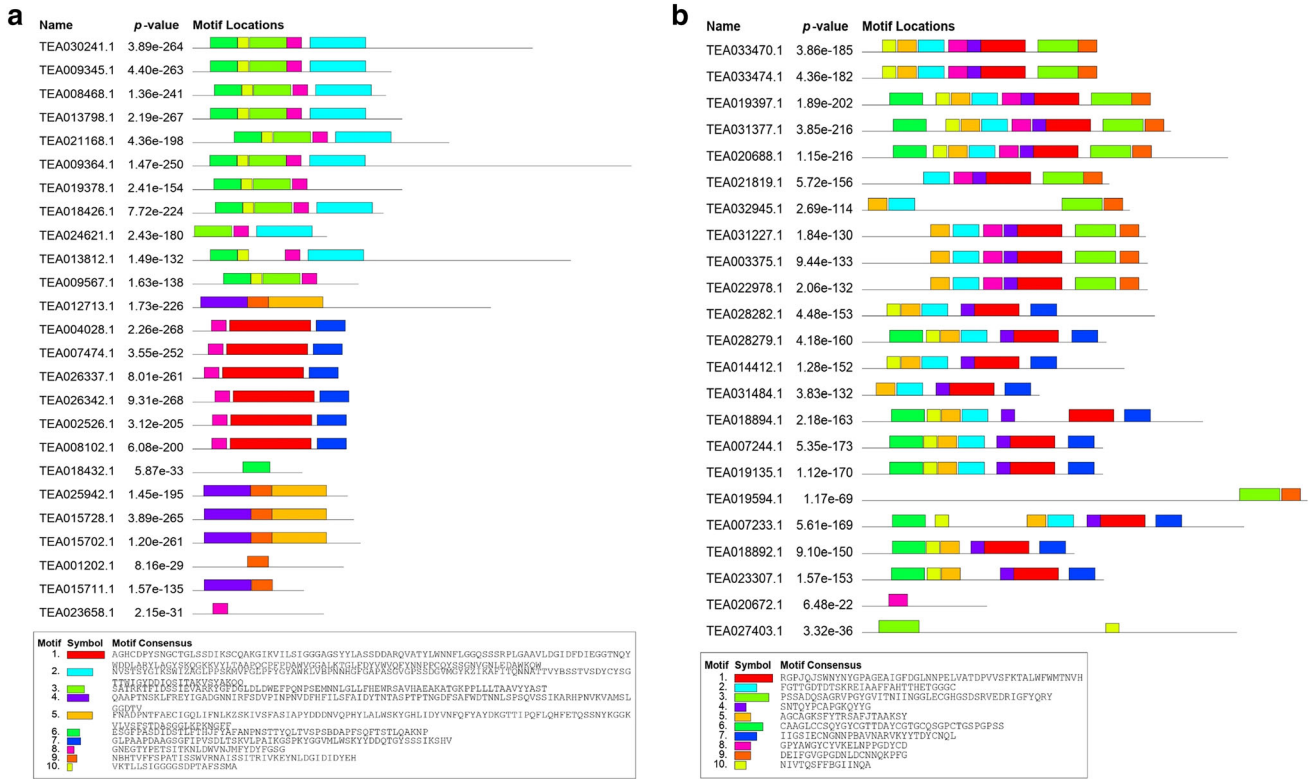 a
Name p-value Motif Locations
TEA030241.1 3.89e-264
TEA009345.1 4.40e-263
TEA008468.1 1.36e-241
TEA013798.1 2.19e-267
TEA021168.1 4.36e-198
TEA009364.1 1.47e-250
TEA019378.1 2.41e-154
TEA018426.1 7.72e-224
TEA024621.1 2.43e-180
TEA013812.1 1.49e-132
TEA009567.1 1.63e-138
TEA012713.1 1.73e-226
TEA004028.1 2.26e-268
TEA007474.1 3.55e-252
TEA026337.1 8.01e-261
TEA026342.1 9.31e-268
TEA002526.1 3.12e-205
TEA008102.1 6.08e-200
TEA018432.1 5.87e-33
TEA025942.1 1.45e-195
TEA015728.1 3.89e-265
TEA015702.1 1.20e-261
TEA001202.1 8.16e-29
TEA015711.1 1.57e-135
TEA023658.1 2.15e-31
Motif Symbol Motif Consensus
1. AGHCDPYSNGCTGLSSDIKSCQAKGIKVILSIGGGAGSYYLASSDDARQVATYLWNNFLGGQSSSRPLGAAVLDGIDFDIEGGTNQY
WDDLARYLAGYSKQGKKVYLTAAPQCPFPDAWVGGALKTGLFDYVWVQFYNNPPCQYSSGNVGNLEDAWKQW
2. NVSTSYGIKSWIZAGLPPSKMVFGLPFYGYAWKLVBPNNHGFGAPASGVGPSSDGVMGYKZIKAFITQNNATTVYBSSTVSDYCYSG
TTWIGYDDIQSITAKVSYAKQQ
3. SATRKTFIDSSIEVARKYGFDGLDLDWEFPQNPSEMNNLGLLFHEWRSAVHAEAKATGKPPLLLTAAVYYAST
4. QAAPTNSKLFREYIGADGNNIRFSDVPINPNVDFHFILSFAIDYTNTASPTPTNGDFSAFWDTNNLSPSQVSSIKARHPNVKVAMSL
GGDTV
5. FNADPNTFAECIGQLIFNLKZSKIVSFASIAPYDDDNVQPHYLALWSKYGHLIDYVNFQFYAYDKGTTIPQFLQHFETQSSNYKGGK
VLVSFSTDASGGLKPKNGFF
6. ESGFPASDIDSTLFTHJFYAFANPNSTTYQLTVSPSBDAPFSQFTSTLQAKNP
7. GLPAAPDAAGSGFIPVSDLTSKVLPAIKGSPKYGGVMLWSKYYDDQTGYSSSIKSHV
8. GNEGTYPETSITKNLDWVNJMFYDYFGSG
9. NBHTVFFSPATISSWVRNAISSITRIVKEYNLDGIDIDYEH
10. VKTLLSIGGGGSDPTAFSSMA
b
Name p-value Motif Locations
TEA033470.1 3.86e-185
TEA033474.1 4.36e-182
TEA019397.1 1.89e-202
TEA031377.1 3.85e-216
TEA020688.1 1.15e-216
TEA021819.1 5.72e-156
TEA032945.1 2.69e-114
TEA031227.1 1.84e-130
TEA003375.1 9.44e-133
TEA022978.1 2.06e-132
TEA028282.1 4.48e-153
TEA028279.1 4.18e-160
TEA014412.1 1.28e-152
TEA031484.1 3.83e-132
TEA018894.1 2.18e-163
TEA007244.1 5.35e-173
TEA019135.1 1.12e-170
TEA019594.1 1.17e-69
TEA007233.1 5.61e-169
TEA018892.1 9.10e-150
TEA023307.1 1.57e-153
TEA020672.1 6.48e-22
TEA027403.1 3.32e-36
Motif Symbol Motif Consensus
1. RGPJQJSWNYNYGPAGEAIGFDGLNNPELVATDPVVSFKTALWFWMTNVH
2. FGTTGDTDTSKREIAAFFAHTTHETGGGC
3. PSSADQSAGRVPGYGVITNIINGGLECGHGSDSRVEDRIGFYQRY
4. SNTQYPCAPGKQYYG
5. AGCAGKSFYTRSAFJTAAKSY
6. CAAGLCCSQYGYCGTTDAYCGTGCQSGPCTGSPGPSS
7. IIGSIECNGNNPBAVNARVKYYTDYCNQL
8. GPYAWGYCYVKELNPPGDYCD
9. DEIFGVGPGDNLDCNNQKPFG
10. NIVTQSFFBGIINQA